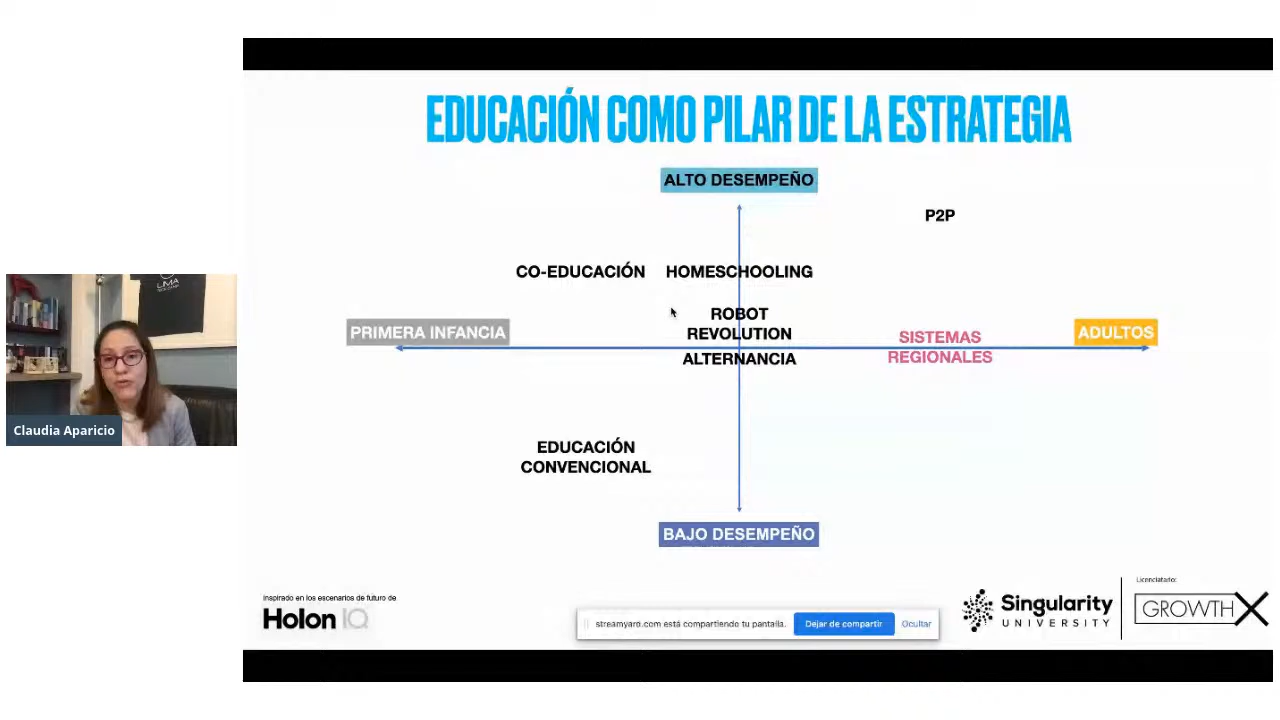 EDUCACIÓN COMO PILAR DE LA ESTRATEGIA
ALTO DESEMPEÑO
P2P
CO-EDUCACIÓN
HOMESCHOOLING
ROBOT
REVOLUTION
PRIMERA INFANCIA
SISTEMAS
REGIONALES
ADULTOS
ALTERNANCIA
LIMA
Claudia Aparicio
EDUCACIÓN
CONVENCIONAL
BAJO DESEMPEÑO
Inspirado en los escenarios de futuro de
Holon IQ
streamyard.com está compartiendo tu pantalla.
Dejar de compartir
Ocultar
Singularity
UNIVERSITY
Licenciatario:
GROWTH X